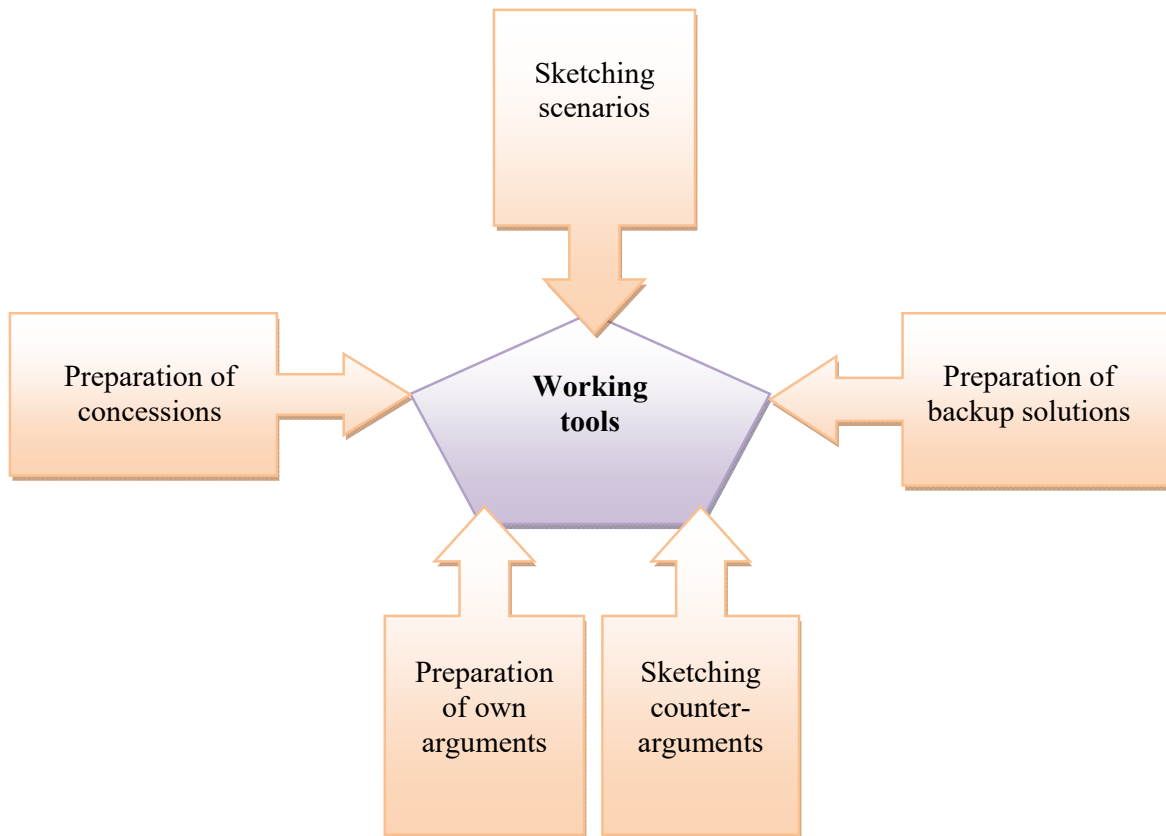 Sketching
scenarios
Preparation of
concessions
Working
tools
Preparation of
backup solutions
Preparation
of own
arguments
Sketching
counter-
arguments